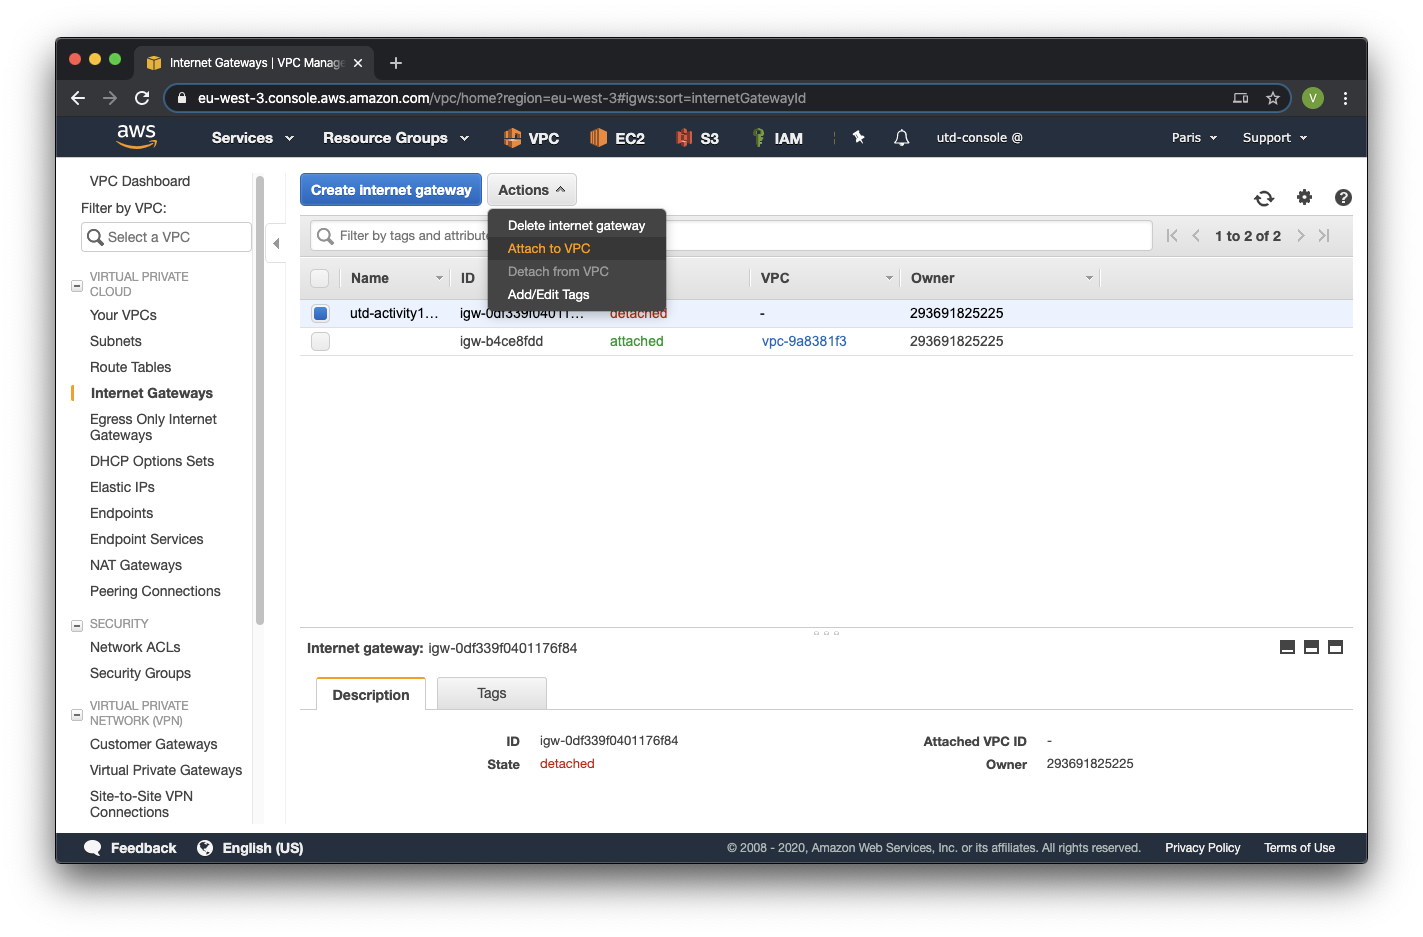 Internet Gateways | VPC Manage
eu-west-3.console.aws.amazon.com/vpc/home?region=eu-west-3#igws:sort=internetGatewayId
V
aws
Services
Resource Groups
VPC
EC2
S3
IAM
utd-console @
Paris
Support
VPC Dashboard
Filter by VPC:
Select a VPC
VIRTUAL PRIVATE
CLOUD
Your VPCs
Subnets
Route Tables
Internet Gateways
Egress Only Internet
Gateways
DHCP Options Sets
Elastic IPs
Endpoints
Endpoint Services
NAT Gateways
Peering Connections
SECURITY
Network ACLs
Security Groups
VIRTUAL PRIVATE
NETWORK (VPN)
Customer Gateways
Virtual Private Gateways
Site-to-Site VPN
Connections
Create internet gateway
Actions
Delete internet gateway
Attach to VPC
Detach from VPC
Add/Edit Tags
Filter by tags and attribute
1 to 2 of 2
Name ID VPC Owner
utd-activity1... igw-0df339f04011... detached - 293691825225
igw-b4ce8fdd attached vpc-9a8381f3 293691825225
Internet gateway: igw-0df339f0401176f84
Description Tags
ID igw-0df339f0401176f84 Attached VPC ID -
State detached Owner 293691825225
Feedback English (US) © 2008 - 2020, Amazon Web Services, Inc. or its affiliates. All rights reserved. Privacy Policy Terms of Use